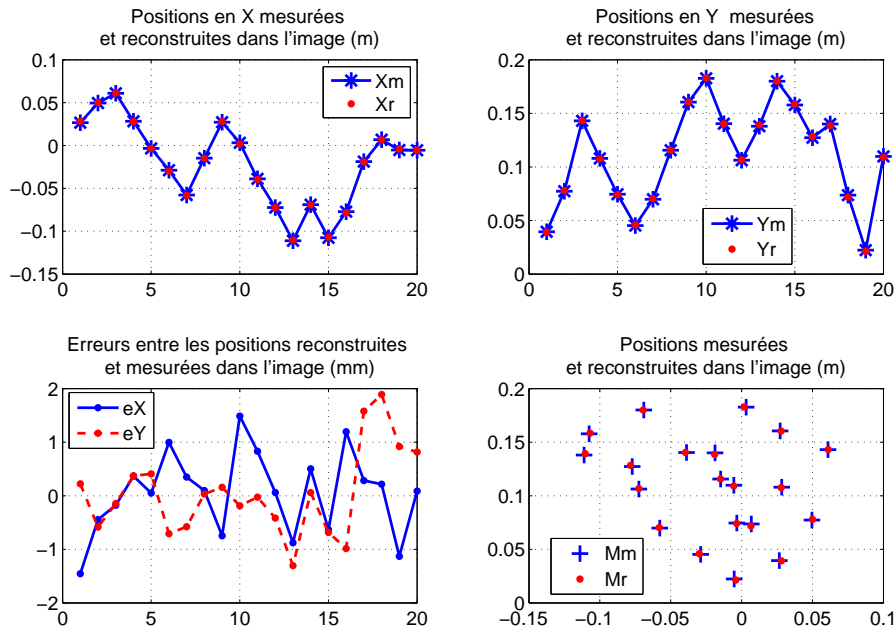 Positions en X mesurées
et reconstruites dans l'image (m)
0.1
0.05
0
−0.05
−0.1
−0.15
0
5
10
15
20
Xm
Xr
Positions en Y mesurées
et reconstruites dans l'image (m)
0.2
0.15
0.1
0.05
0
0
5
10
15
20
Ym
Yr
Erreurs entre les positions reconstruites
et mesurées dans l'image (mm)
2
1
0
−1
−2
0
5
10
15
20
eX
eY
Positions mesurées
et reconstruites dans l'image (m)
0.2
0.15
0.1
0.05
0
−0.15
−0.1
−0.05
0
0.05
0.1
Mm
Mr